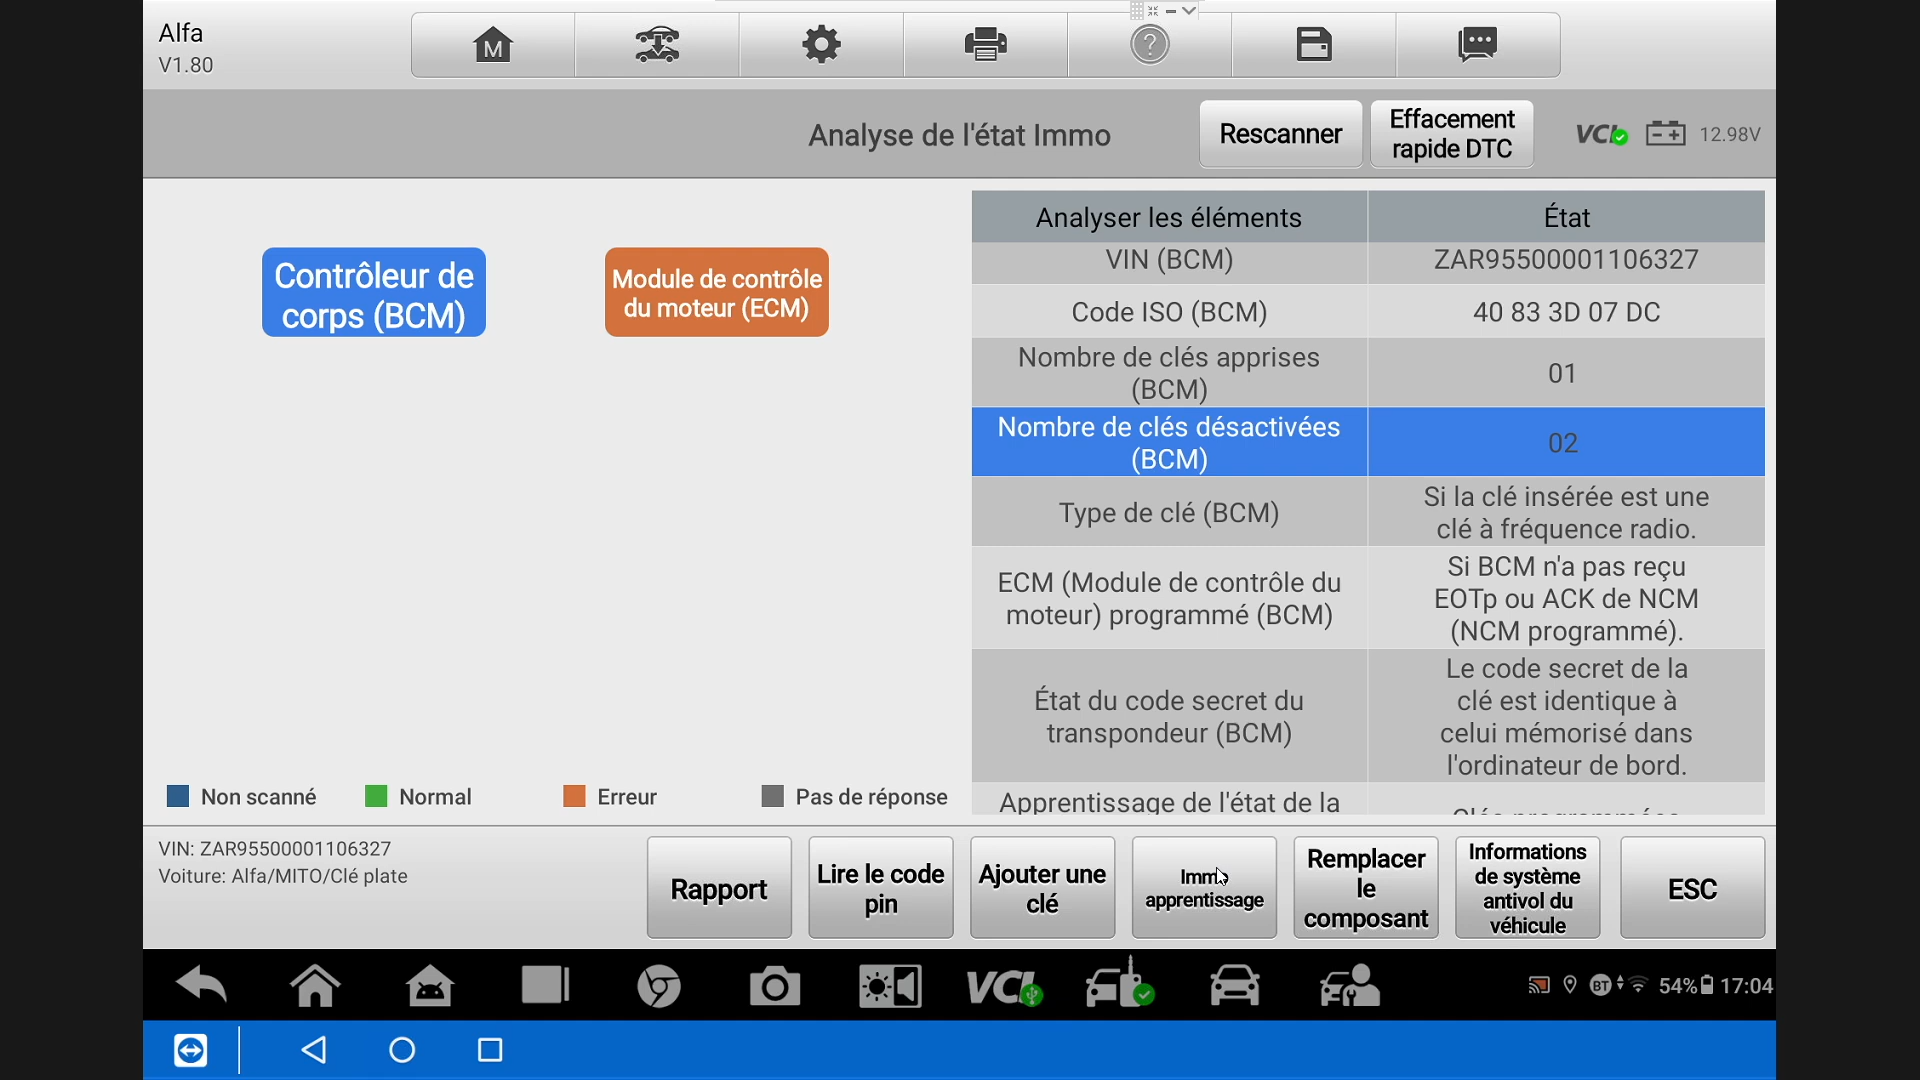 Alfa
V1.80
M
?
Analyse de l'état Immo
Rescanner
Effacement
rapide DTC
VCI
12.98V
Contrôleur de
corps (BCM)
Module de contrôle
du moteur (ECM)
Analyser les éléments
État
VIN (BCM)
ZAR95500001106327
Code ISO (BCM)
40 83 3D 07 DC
Nombre de clés apprises
(BCM)
01
Nombre de clés désactivées
(BCM)
02
Type de clé (BCM)
Si la clé insérée est une
clé à fréquence radio.
ECM (Module de contrôle du
moteur) programmé (BCM)
Si BCM n'a pas reçu
EOTp ou ACK de NCM
(NCM programmé).
État du code secret du
transpondeur (BCM)
Le code secret de la
clé est identique à
celui mémorisé dans
l'ordinateur de bord.
Apprentissage de l'état de la
Non scanné
Normal
Erreur
Pas de réponse
VIN: ZAR95500001106327
Voiture: Alfa/MITO/Clé plate
Rapport
Lire le code
pin
Ajouter une
clé
Immo
apprentissage
Remplacer
le
composant
Informations
de système
antivol du
véhicule
ESC
VCI
BT
54%
17:04